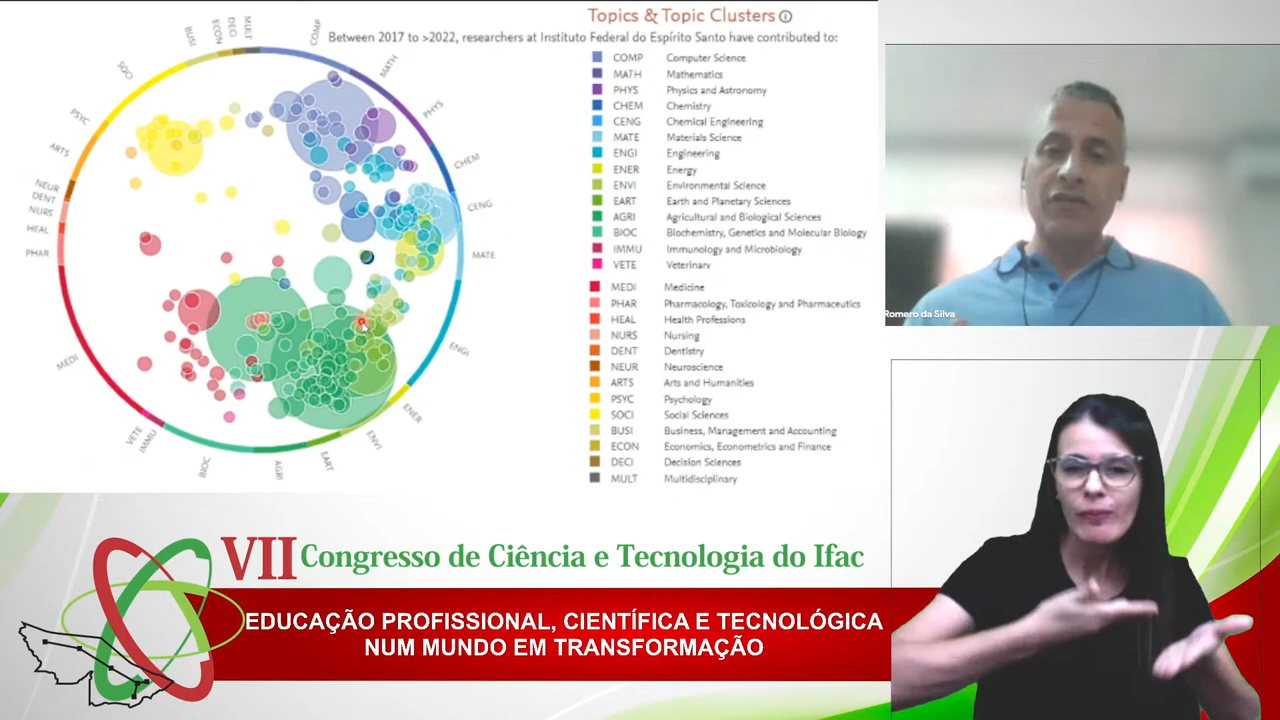 Topics & Topic Clusters
Between 2017 to >2022, researchers at Instituto Federal do Espírito Santo have contributed to:
COMP Computer Science
MATH Mathematics
PHYS Physics and Astronomy
CHEM Chemistry
CENG Chemical Engineering
MATE Materials Science
ENGI Engineering
ENER Energy
ENVI Environmental Science
EART Earth and Planetary Sciences
AGRI Agricultural and Biological Sciences
BIOC Biochemistry, Genetics and Molecular Biology
IMMU Immunology and Microbiology
VETE Veterinary
MEDI Medicine
PHAR Pharmacology, Toxicology and Pharmaceutics
HEAL Health Professions
NURS Nursing
DENT Dentistry
NEUR Neuroscience
ARTS Arts and Humanities
PSYC Psychology
SOCI Social Sciences
BUSI Business, Management and Accounting
ECON Economics, Econometrics and Finance
DECI Decision Sciences
MULT Multidisciplinary
COMP
MATH
PHYS
CHEM
CENG
MATE
ENGI
ENER
ENVI
EART
AGRI
BIOC
IMMU
VETE
MEDI
PHAR
HEAL
NURS
DENT
NEUR
ARTS
PSYC
SOCI
BUSI
ECON
DECI
MULT
Romero da Silva
VII Congresso de Ciência e Tecnologia do Ifac
EDUCAÇÃO PROFISSIONAL, CIENTÍFICA E TECNOLÓGICA
NUM MUNDO EM TRANSFORMAÇÃO